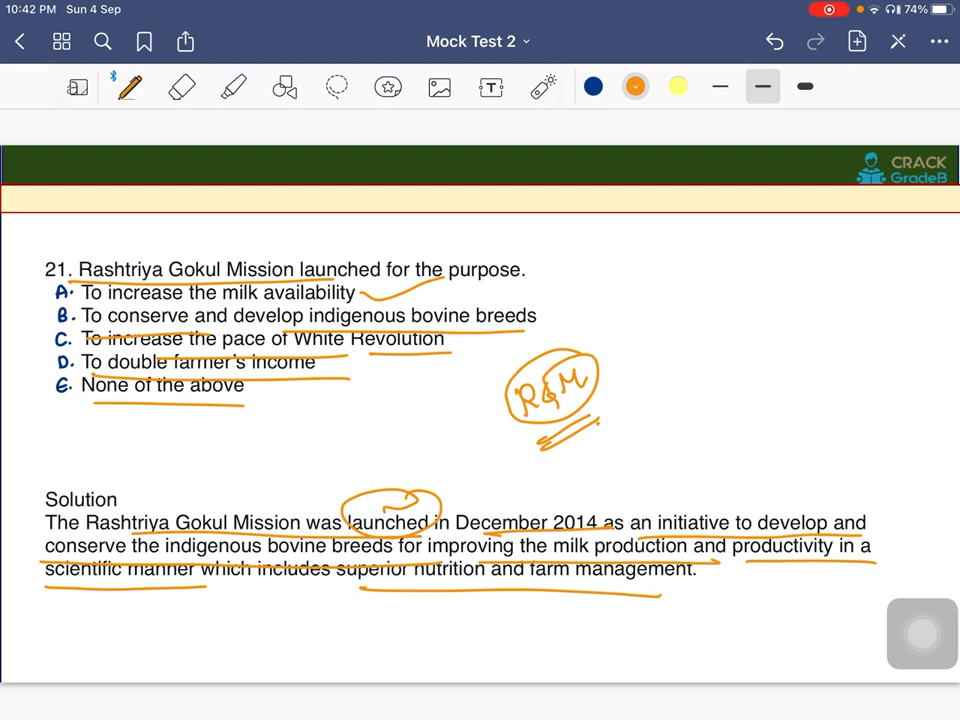 10:42 PM Sun 4 Sep 74%
Mock Test 2
T
CRACK
GradeB
21. Rashtriya Gokul Mission launched for the purpose.
A. To increase the milk availability
B. To conserve and develop indigenous bovine breeds
C. To increase the pace of White Revolution
D. To double farmer's income
E. None of the above
R&M
Solution
The Rashtriya Gokul Mission was launched in December 2014 as an initiative to develop and
conserve the indigenous bovine breeds for improving the milk production and productivity in a
scientific manner which includes superior nutrition and farm management.